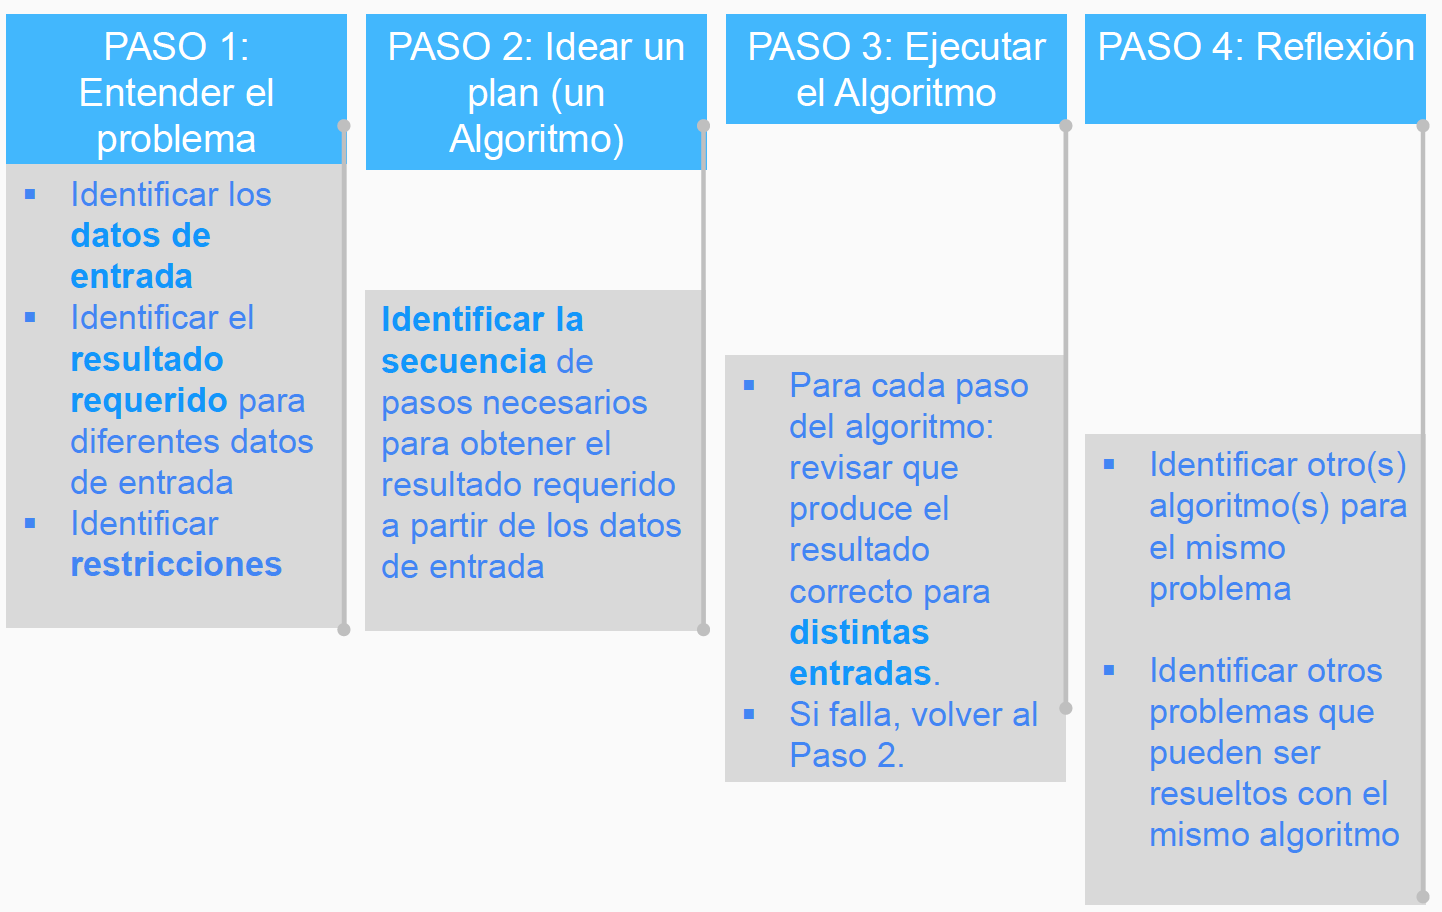 PASO 1:
Entender el
problema
▪ Identificar los
datos de
entrada
▪ Identificar el
resultado
requerido para
diferentes datos
de entrada
▪ Identificar
restricciones
PASO 2: Idear un
plan (un
Algoritmo)
Identificar la
secuencia de
pasos necesarios
para obtener el
resultado requerido
a partir de los datos
de entrada
PASO 3: Ejecutar
el Algoritmo
▪ Para cada paso
del algoritmo:
revisar que
produce el
resultado
correcto para
distintas
entradas.
▪ Si falla, volver al
Paso 2.
PASO 4: Reflexión
▪ Identificar otro(s)
algoritmo(s) para
el mismo
problema
▪ Identificar otros
problemas que
pueden ser
resueltos con el
mismo algoritmo